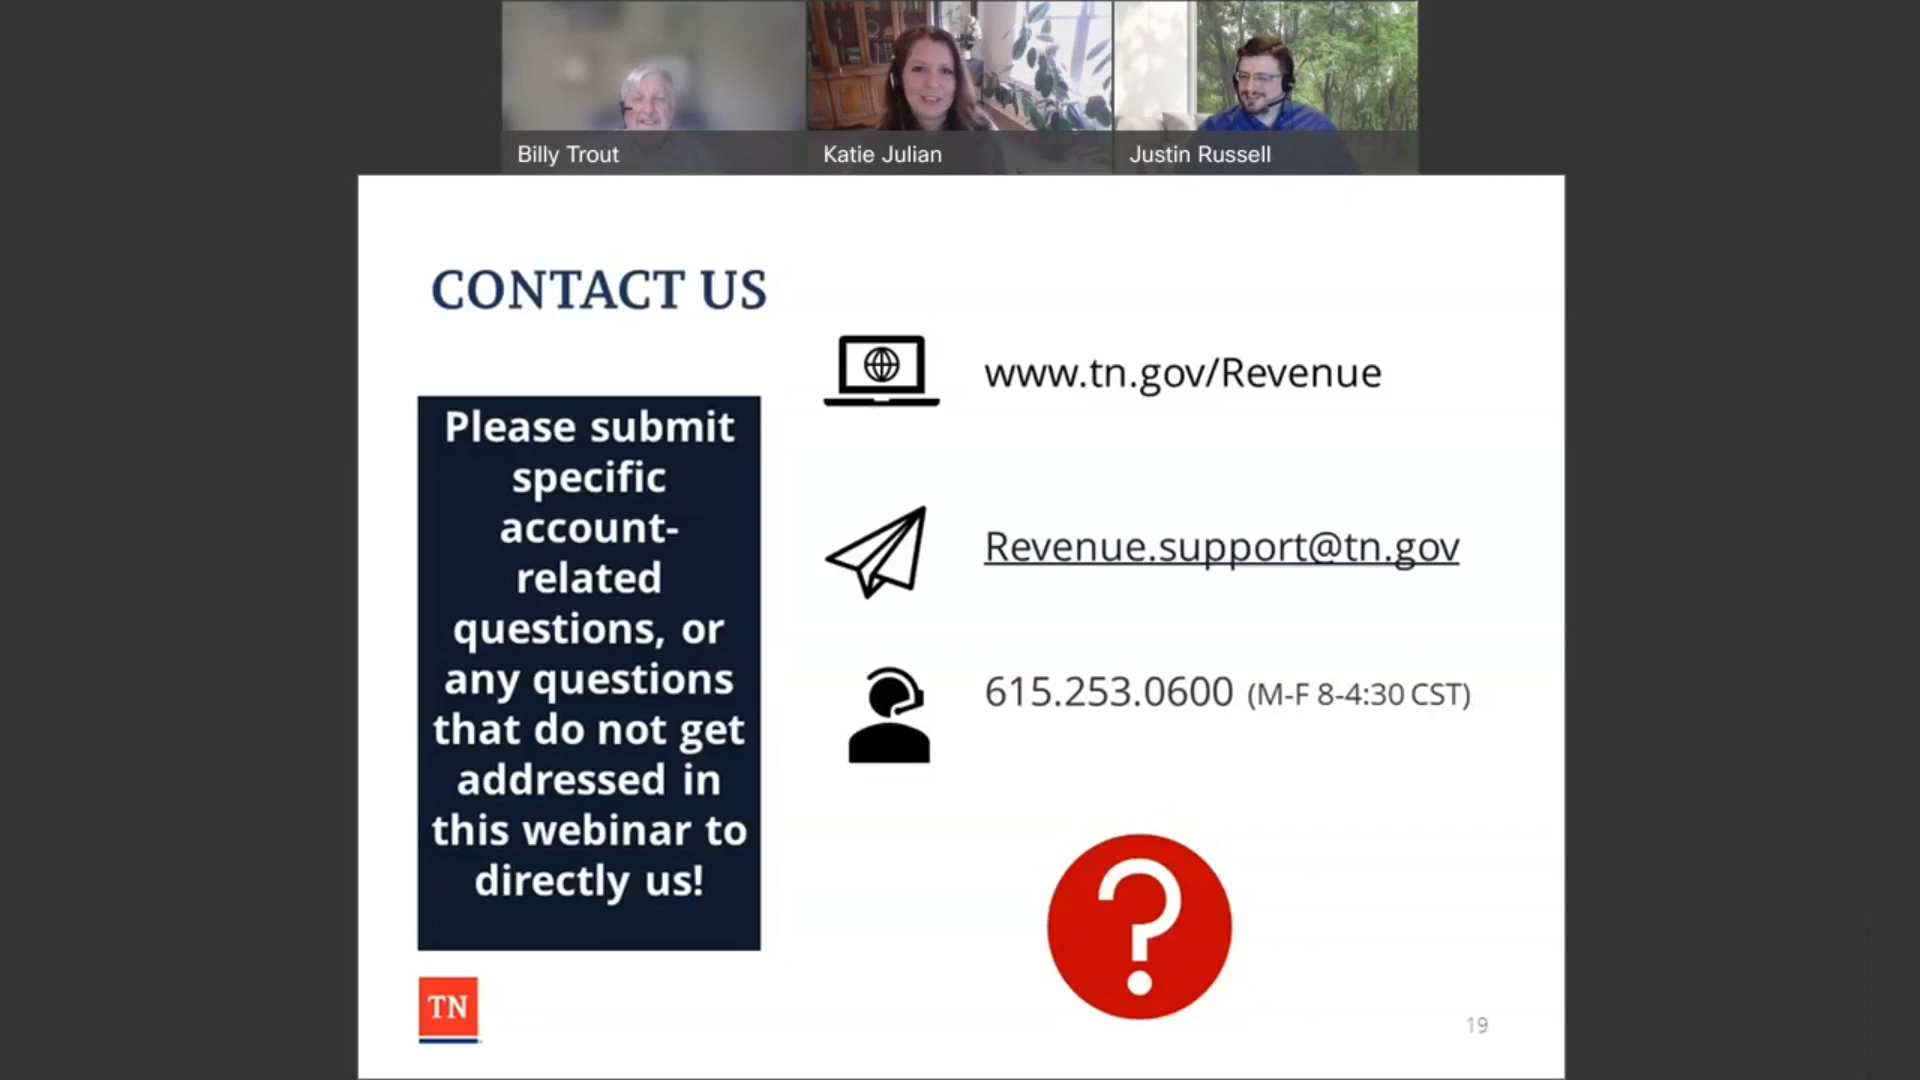 Billy Trout
Katie Julian
Justin Russell
CONTACT US
www.tn.gov/Revenue
Please submit
specific
account-
related
questions, or
any questions
that do not get
addressed in
this webinar to
directly us!
Revenue.support@tn.gov
615.253.0600 (M-F 8-4:30 CST)
TN
19